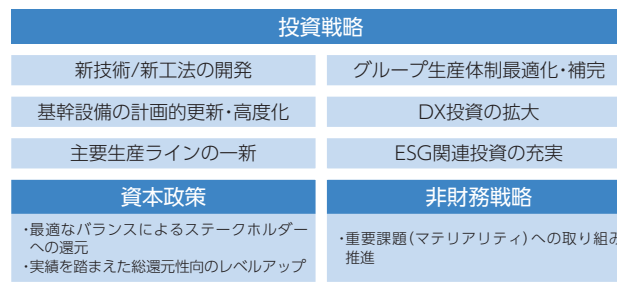 投資戦略
新技術/新工法の開発
グループ生産体制最適化・補完
基幹設備の計画的更新・高度化
DX投資の拡大
主要生産ラインの一新
ESG関連投資の充実
資本政策
・最適なバランスによるステークホルダー
への還元
・実績を踏まえた総還元性向のレベルアップ
非財務戦略
・重要課題(マテリアリティ)への取り組み
推進